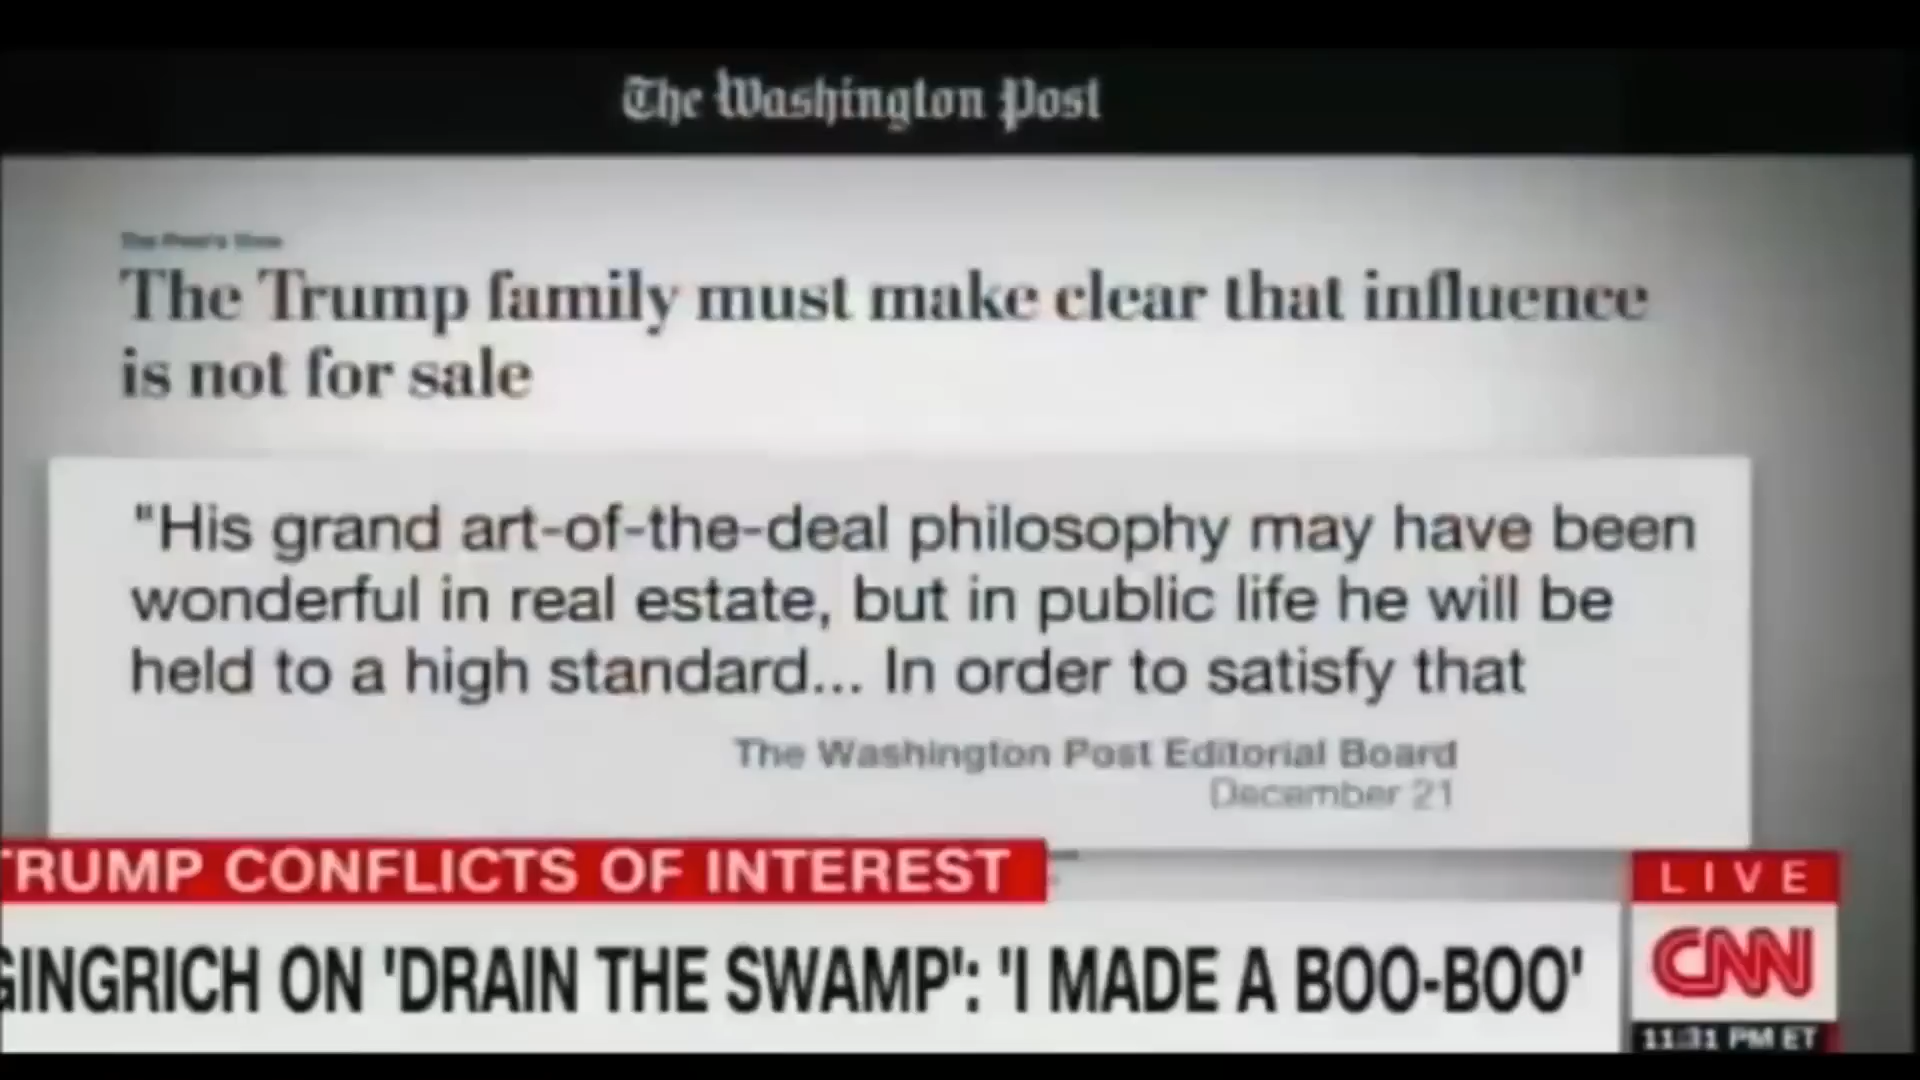 The Washington Post
The Post's View
The Trump family must make clear that influence
is not for sale
"His grand art-of-the-deal philosophy may have been
wonderful in real estate, but in public life he will be
held to a high standard... In order to satisfy that
The Washington Post Editorial Board
December 21
TRUMP CONFLICTS OF INTEREST
LIVE
GINGRICH ON 'DRAIN THE SWAMP': 'I MADE A BOO-BOO'
CNN
11:31 PM ET